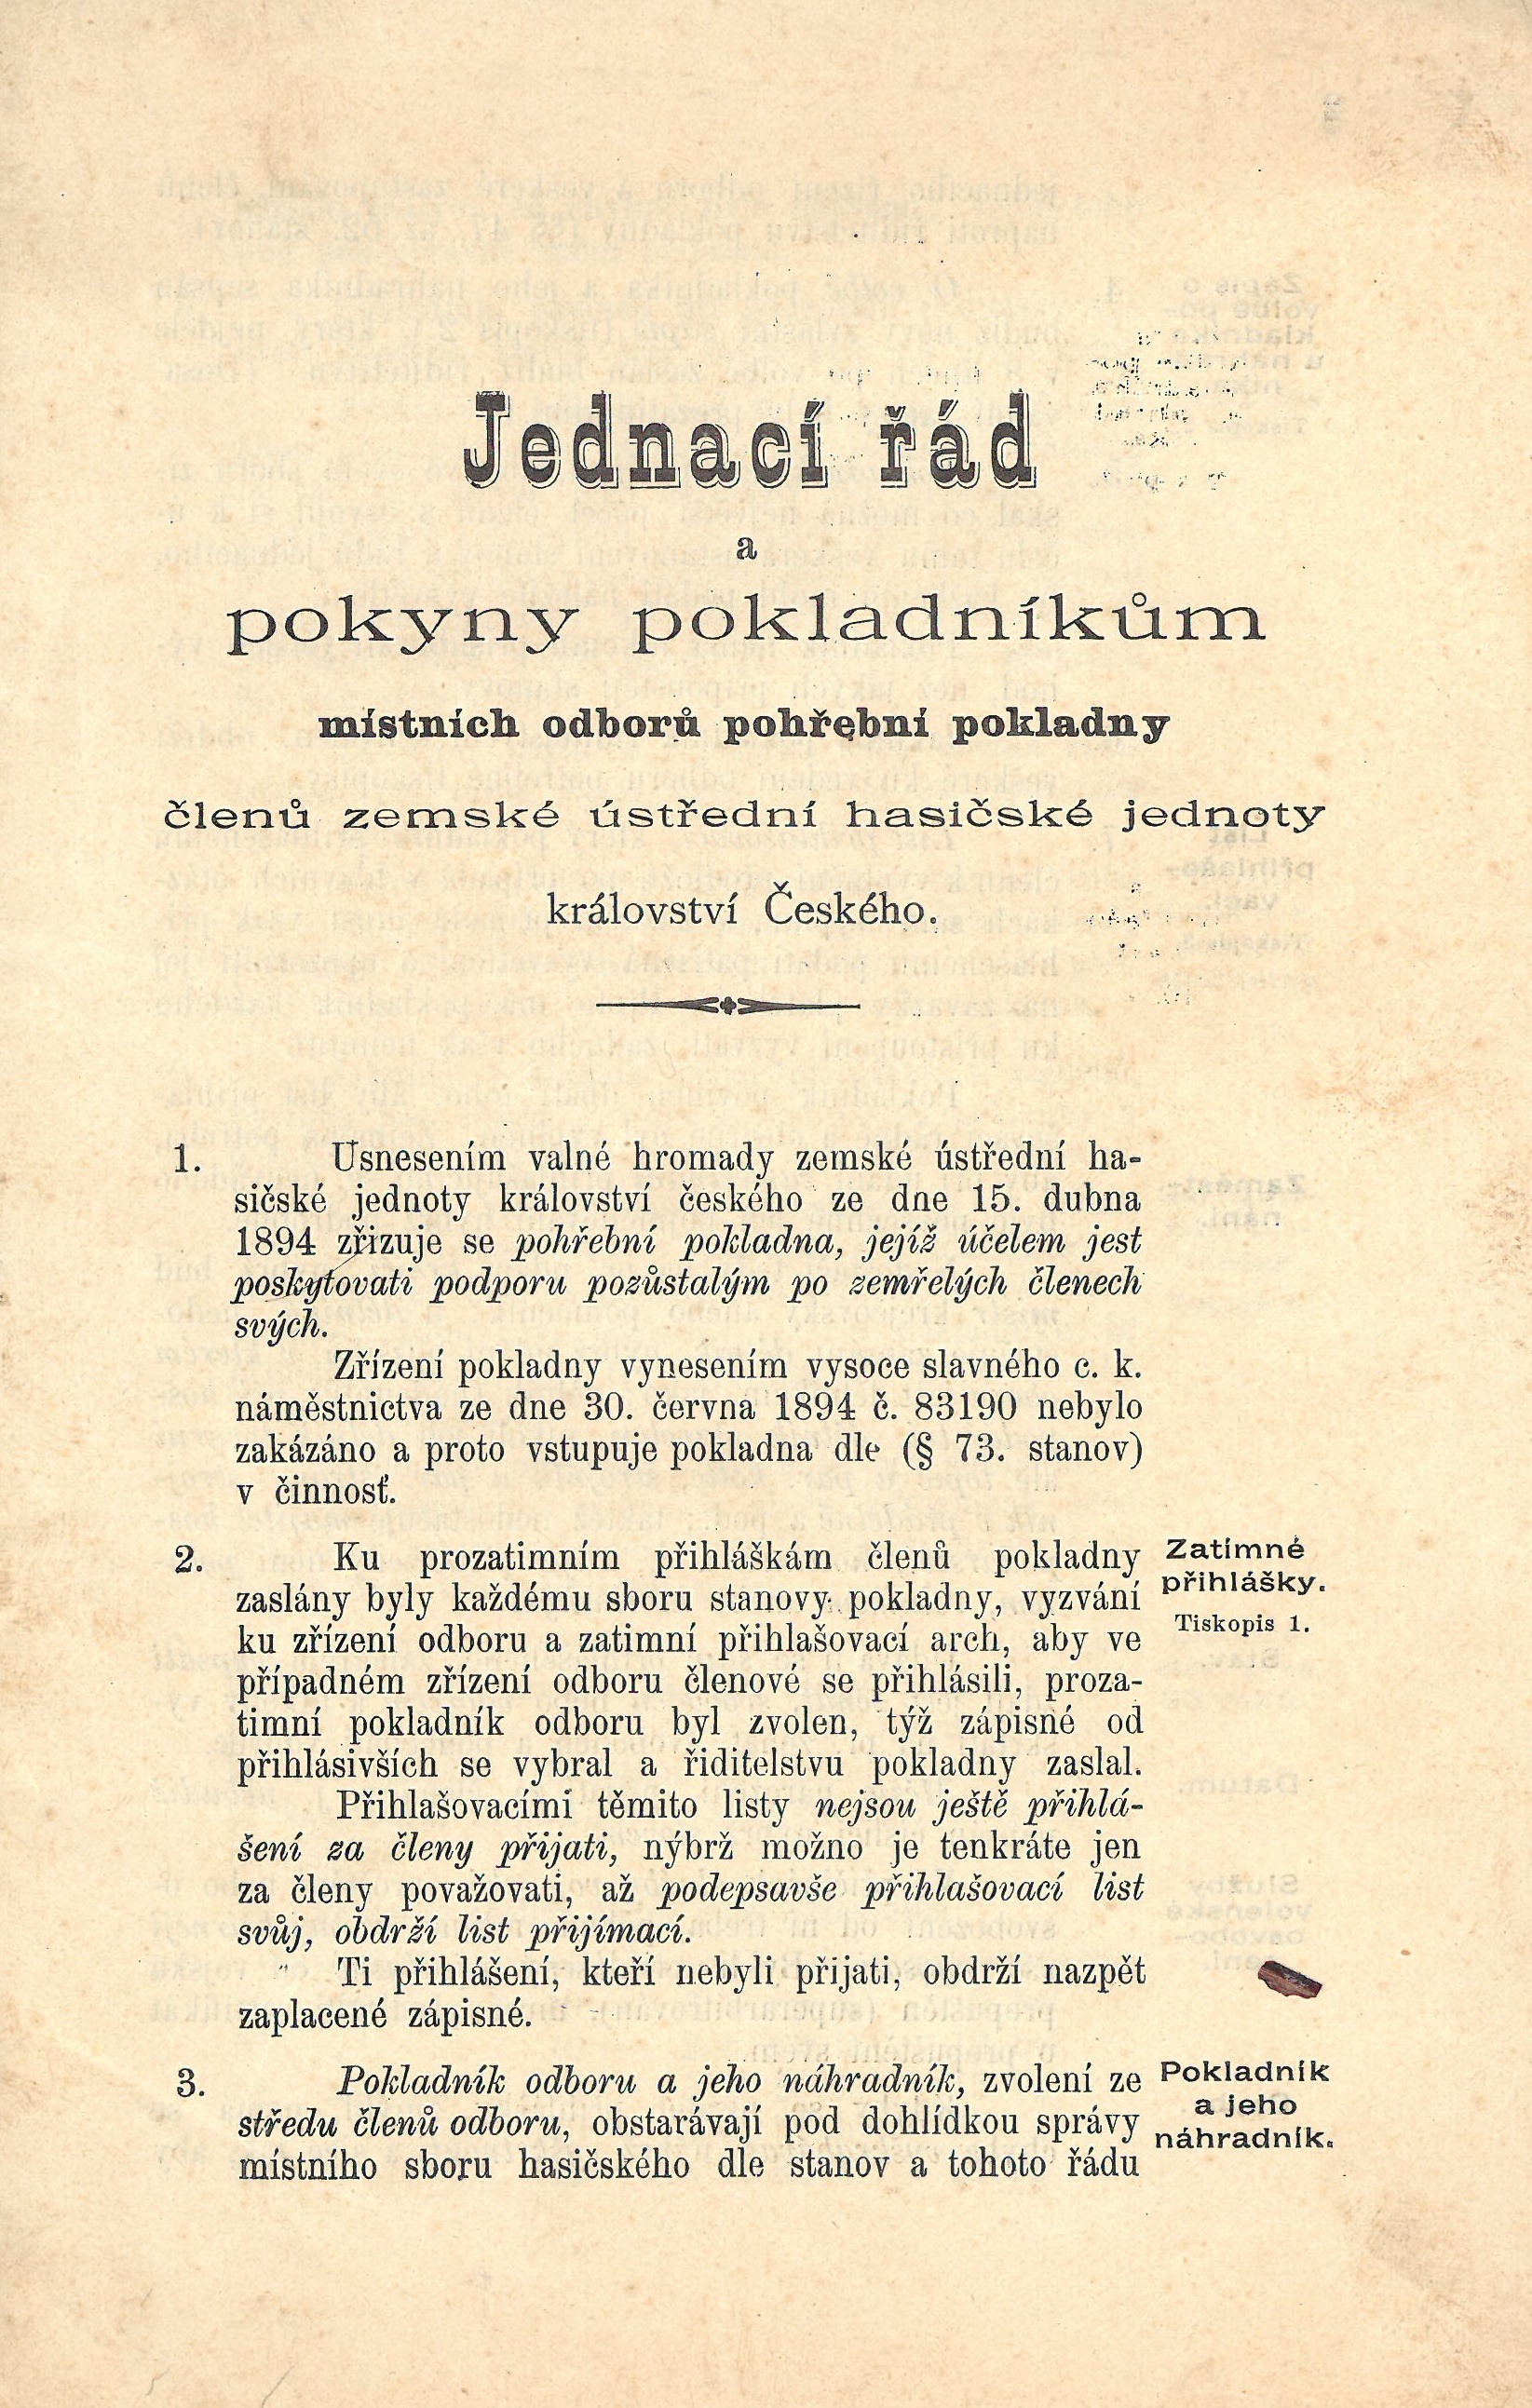 Jednací řád
a
pokyny pokladníkům
místních odborů pohřební pokladny
členů zemské ústřední hasičské jednoty
království Českého.
1. Usnesením valné hromady zemské ústřední ha-
sičské jednoty království českého ze dne 15. dubna
1894 zřizuje se pohřební pokladna, jejíž účelem jest
poskytovati podporu pozůstalým po zemřelých členech
svých.
Zřízení pokladny vynesením vysoce slavného c. k.
náměstnictva ze dne 30. června 1894 č. 83190 nebylo
zakázáno a proto vstupuje pokladna dle (§ 73. stanov)
v činnosť.
2. Ku prozatimním přihláškám členů pokladny
zaslány byly každému sboru stanovy pokladny, vyzvání
ku zřízení odboru a zatimní přihlašovací arch, aby ve
případném zřízení odboru členové se přihlásili, proza-
timní pokladník odboru byl zvolen, týž zápisné od
přihlásivších se vybral a řiditelstvu pokladny zaslal.
Zatímné
přihlášky.
Tiskopis 1.
Přihlašovacími těmito listy nejsou ještě přihlá-
šení za členy přijati, nýbrž možno je tenkráte jen
za členy považovati, až podepsavše přihlašovací list
svůj, obdrží list přijímací.
Ti přihlášení, kteří nebyli přijati, obdrží nazpět
zaplacené zápisné.
3. Pokladník odboru a jeho náhradník, zvolení ze
středu členů odboru, obstarávají pod dohlídkou správy
místního sboru hasičského dle stanov a tohoto řádu
Pokladník
a jeho
náhradník.